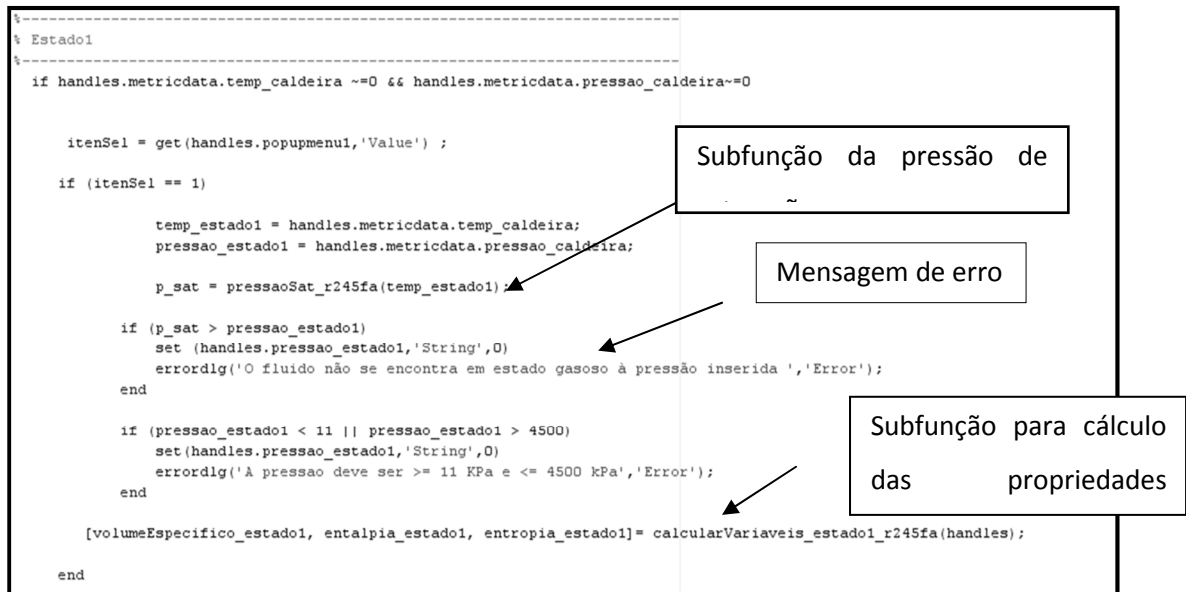 %--------------------------------------------------------------------------
% Estado1
%--------------------------------------------------------------------------
if handles.metricdata.temp_caldeira ~=0 && handles.metricdata.pressao_caldeira~=0
itenSel = get(handles.popupmenu1,'Value') ;
Subfunção da pressão de
if (itenSel == 1)
temp_estado1 = handles.metricdata.temp_caldeira;
pressao_estado1 = handles.metricdata.pressao_caldeira;
Mensagem de erro
p_sat = pressaoSat_r245fa(temp_estado1);
if (p_sat > pressao_estado1)
set (handles.pressao_estado1,'String',0)
errordlg('O fluido não se encontra em estado gasoso à pressão inserida ','Error');
end
if (pressao_estado1 < 11 || pressao_estado1 > 4500)
set(handles.pressao_estado1,'String',0)
errordlg('A pressao deve ser >= 11 KPa e <= 4500 kPa','Error');
end
Subfunção para cálculo
das propriedades
[volumeEspecifico_estado1, entalpia_estado1, entropia_estado1]= calcularVariaveis_estado1_r245fa(handles);
end